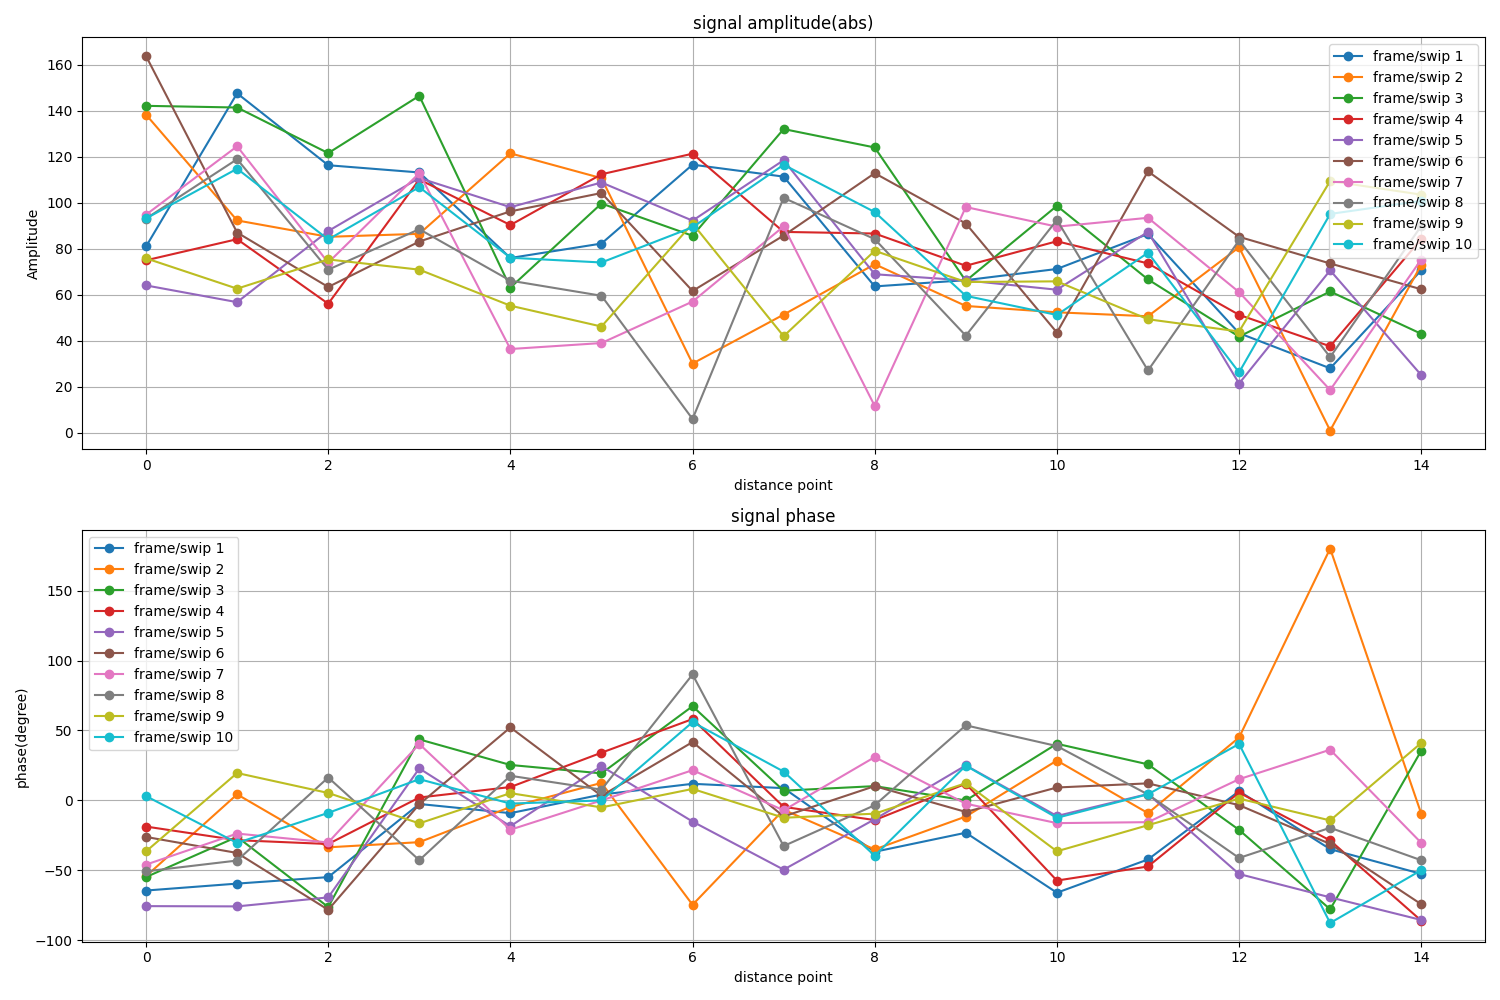 signal amplitude(abs)
Amplitude
160
140
120
100
80
60
40
20
0
frame/swip 1
frame/swip 2
frame/swip 3
frame/swip 4
frame/swip 5
frame/swip 6
frame/swip 7
frame/swip 8
frame/swip 9
frame/swip 10
0 2 4 6 8 10 12 14
distance point
signal phase
phase(degree)
150
100
50
0
−50
−100
frame/swip 1
frame/swip 2
frame/swip 3
frame/swip 4
frame/swip 5
frame/swip 6
frame/swip 7
frame/swip 8
frame/swip 9
frame/swip 10
0 2 4 6 8 10 12 14
distance point